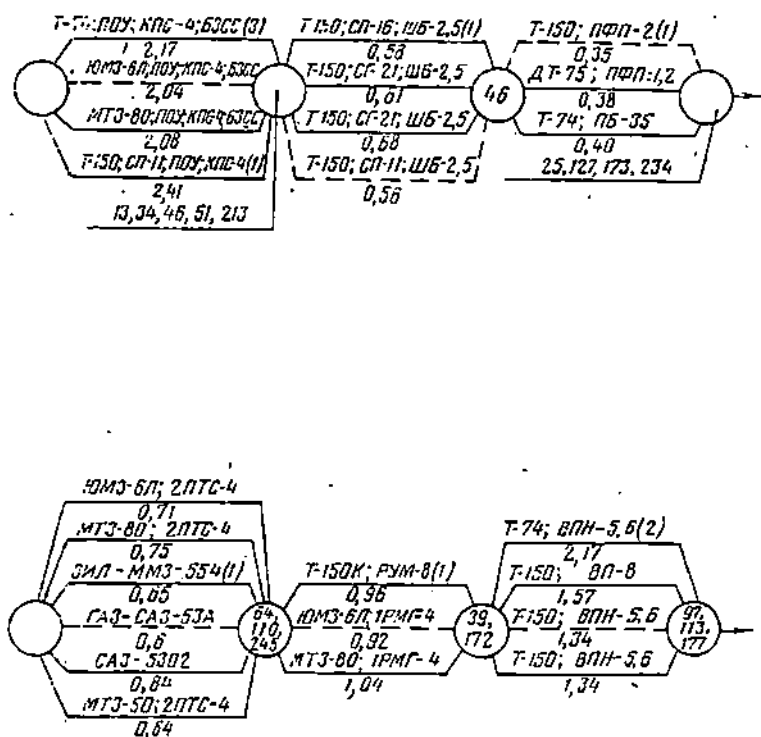 Т-74; ПОУ; КПС-4; БЗСС(3)
2,17
ЮМЗ-6Л; ПОУ; КПС-4; БЗСС
2,04
МТЗ-80; ПОУ; КПС-4; БЗСС
2,08
Т-150; СП-11; ПОУ; КПС-4(1)
2,41
13, 34, 46, 51, 213
Т 150; СП-16; ШБ-2,5(1)
0,58
Т-150; СГ-21; ШБ-2,5
0,61
Т 150; СГ-21; ШБ-2,5
0,68
Т-150; СП-11; ШБ-2,5
0,56
46
Т-150; ПФП-2(1)
0,35
ДТ-75; ПФП-1,2
0,38
Т-74; ПБ-35
0,40
25, 127, 173, 234
ЮМЗ-6Л; 2ПТС-4
0,71
МТЗ-80; 2ПТС-4
0,75
ЗИЛ-ММЗ-554(1)
0,65
ГАЗ-САЗ-53А
0,6
САЗ-5302
0,84
МТЗ-50; 2ПТС-4
0,64
64,
110,
245
Т-150К; РУМ-8(1)
0,96
ЮМЗ-6Л; 1РМГ-4
0,92
МТЗ-80; 1РМГ-4
1,04
39,
172
Т-74; ВПН-5,6(2)
2,17
Т-150; ВП-8
1,57
Т-150; ВПН-5,6
1,34
Т-150; ВПН-5,6
1,34
97,
113,
177